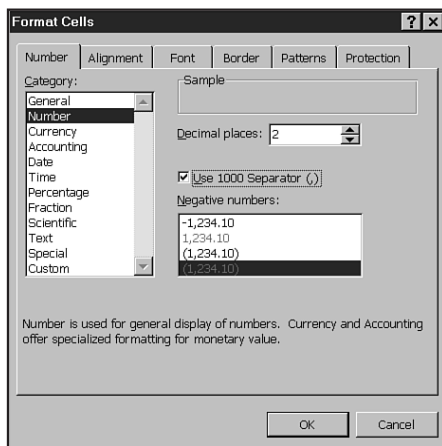 Format Cells
Number Alignment Font Border Patterns Protection
Category:
General
Number
Currency
Accounting
Date
Time
Percentage
Fraction
Scientific
Text
Special
Custom
Sample
Decimal places: 2
Use 1000 Separator (,)
Negative numbers:
-1,234.10
1,234.10
(1,234.10)
(1,234.10)
Number is used for general display of numbers. Currency and Accounting
offer specialized formatting for monetary value.
OK Cancel